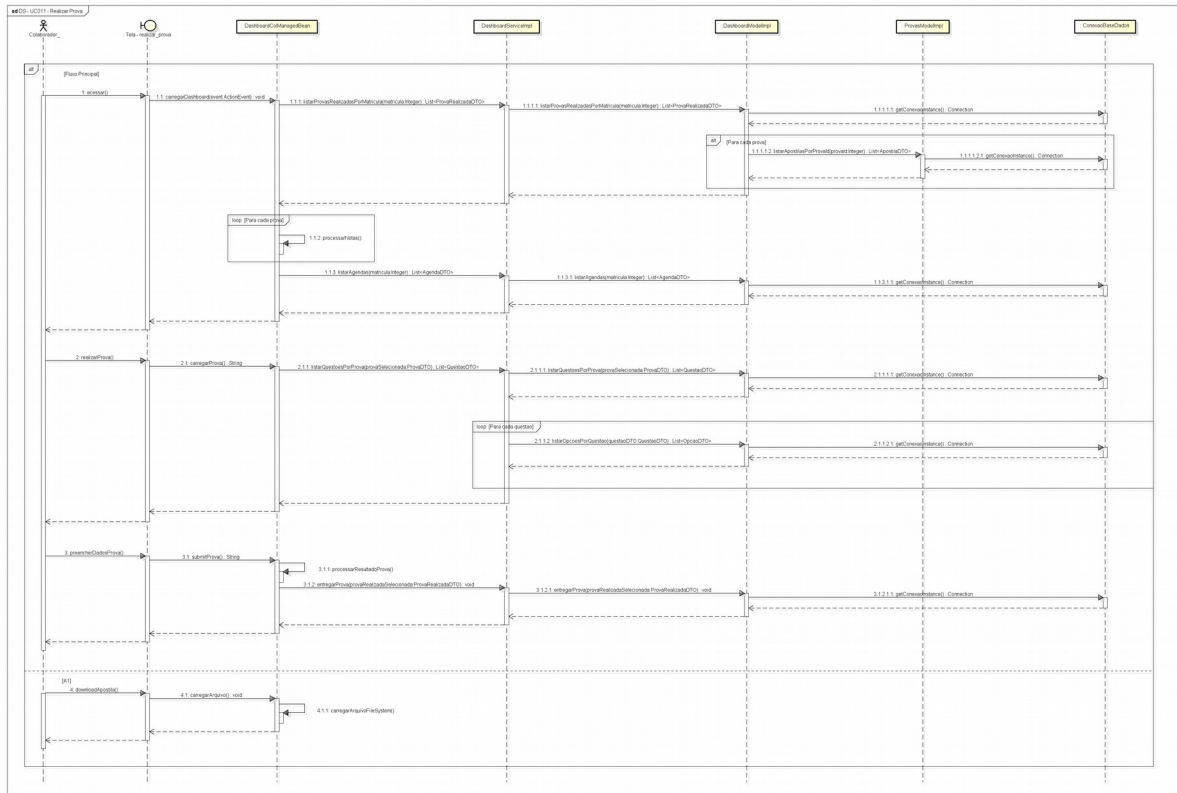 sd DS - UC011 - Realizar Prova
Colaborador_
Tela - realizar_prova
DashboardColManagedBean
DashboardServiceImpl
DashboardModelImpl
ProvasModelImpl
ConexaoBaseDados
alt
[Fluxo Principal]
1: acessar()
1.1: carregarDashboard(event:ActionEvent) : void
1.1.1: listarProvasRealizadasPorMatricula(matricula:Integer) : List<ProvaRealizadaDTO>
1.1.1.1: listarProvasRealizadasPorMatricula(matricula:Integer) : List<ProvaRealizadaDTO>
1.1.1.1.1: getConexaoInstance() : Connection
alt
[Para cada prova]
1.1.1.1.2: listarApostilasPorProvaId(provaId:Integer) : List<ApostilaDTO>
1.1.1.1.2.1: getConexaoInstance() : Connection
loop
[Para cada prova]
1.1.2: processarNotas()
1.1.3: listarAgendas(matricula:Integer) : List<AgendaDTO>
1.1.3.1: listarAgendas(matricula:Integer) : List<AgendaDTO>
1.1.3.1.1: getConexaoInstance() : Connection
2: realizarProva()
2.1: carregarProva() : String
2.1.1: listarQuestoesPorProva(provaSelecionada:ProvaDTO) : List<QuestaoDTO>
2.1.1.1: listarQuestoesPorProva(provaSelecionada:ProvaDTO) : List<QuestaoDTO>
2.1.1.1.1: getConexaoInstance() : Connection
loop
[Para cada questao]
2.1.1.2: listarOpcoesPorQuestao(questaoDTO:QuestaoDTO) : List<OpcaoDTO>
2.1.1.2.1: getConexaoInstance() : Connection
3: preencherDadosProva()
3.1: submitProva() : String
3.1.1: processarResultadoProva()
3.1.2: entregarProva(provaRealizadaSelecionada:ProvaRealizadaDTO) : void
3.1.2.1: entregarProva(provaRealizadaSelecionada:ProvaRealizadaDTO) : void
3.1.2.1.1: getConexaoInstance() : Connection
[A1]
4: downloadApostila()
4.1: carregarArquivo() : void
4.1.1: carregarArquivoFileSystem()